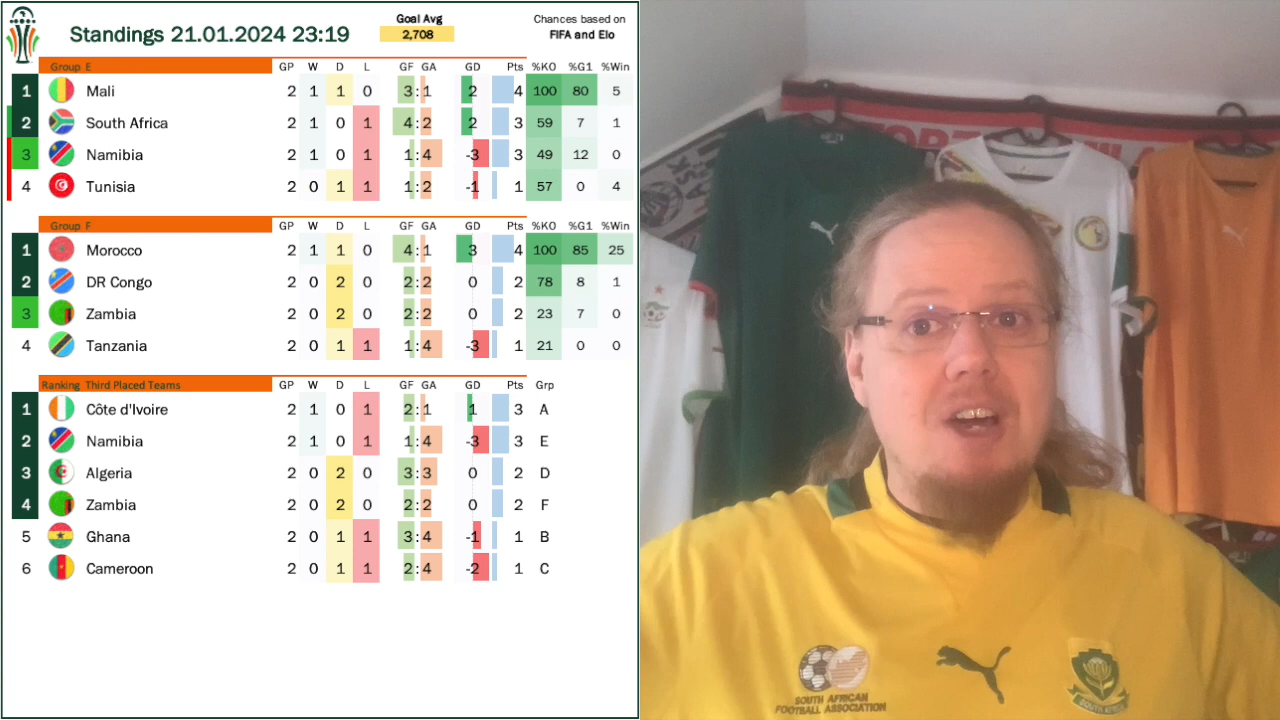 Standings 21.01.2024 23:19
Goal Avg
2,708
Chances based on
FIFA and Elo
Group E GP W D L GF GA GD Pts %KO %G1 %Win
1 Mali 2 1 1 0 3:1 2 4 100 80 5
2 South Africa 2 1 0 1 4:2 2 3 59 7 1
3 Namibia 2 1 0 1 1:4 -3 3 49 12 0
4 Tunisia 2 0 1 1 1:2 -1 1 57 0 4
Group F GP W D L GF GA GD Pts %KO %G1 %Win
1 Morocco 2 1 1 0 4:1 3 4 100 85 25
2 DR Congo 2 0 2 0 2:2 0 2 78 8 1
3 Zambia 2 0 2 0 2:2 0 2 23 7 0
4 Tanzania 2 0 1 1 1:4 -3 1 21 0 0
Ranking Third Placed Teams GP W D L GF GA GD Pts Grp
1 Côte d'Ivoire 2 1 0 1 2:1 1 3 A
2 Namibia 2 1 0 1 1:4 -3 3 E
3 Algeria 2 0 2 0 3:3 0 2 D
4 Zambia 2 0 2 0 2:2 0 2 F
5 Ghana 2 0 1 1 3:4 -1 1 B
6 Cameroon 2 0 1 1 2:4 -2 1 C
SOUTH AFRICAN
FOOTBALL ASSOCIATION
SOUTH AFRICA